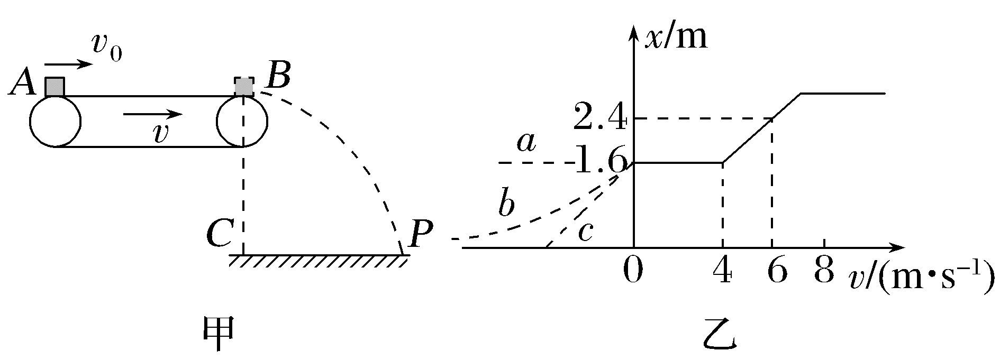 v₀
A
B
v
C
P
甲
x/m
2.4
a
1.6
b
c
0
4
6
8
v/(m·s⁻¹)
乙